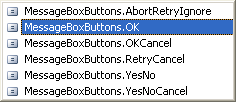 MessageBoxButtons.AbortRetryIgnore
MessageBoxButtons.OK
MessageBoxButtons.OKCancel
MessageBoxButtons.RetryCancel
MessageBoxButtons.YesNo
MessageBoxButtons.YesNoCancel